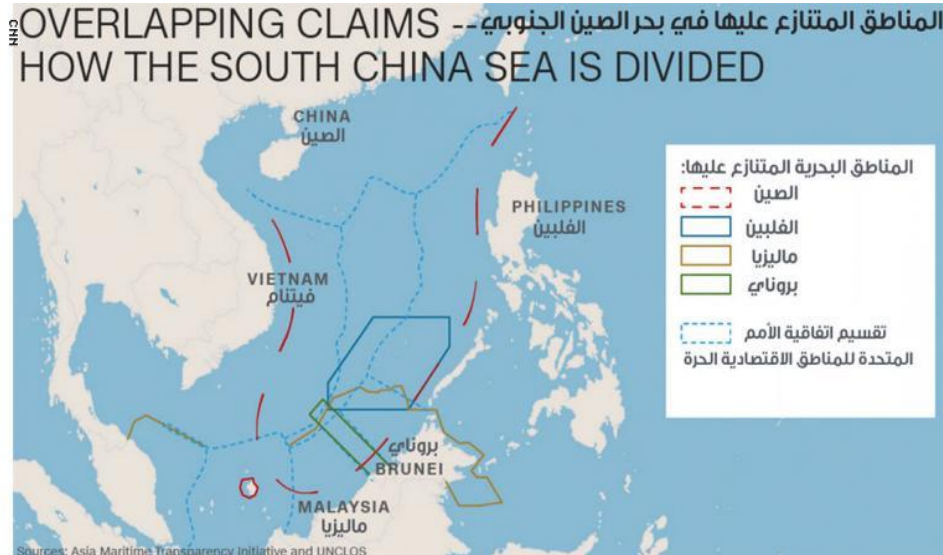 CNN
OVERLAPPING CLAIMS -- المناطق المتنازع عليها في بحر الصين الجنوبي
HOW THE SOUTH CHINA SEA IS DIVIDED
CHINA
الصين
PHILIPPINES
الفلبين
VIETNAM
فيتنام
بروناي
BRUNEI
MALAYSIA
ماليزيا
المناطق البحرية المتنازع عليها:
الصين
الفلبين
ماليزيا
بروناي
تقسيم اتفاقية الأمم
المتحدة للمناطق الاقتصادية الحرة
Sources: Asia Maritime Transparency Initiative and UNCLOS